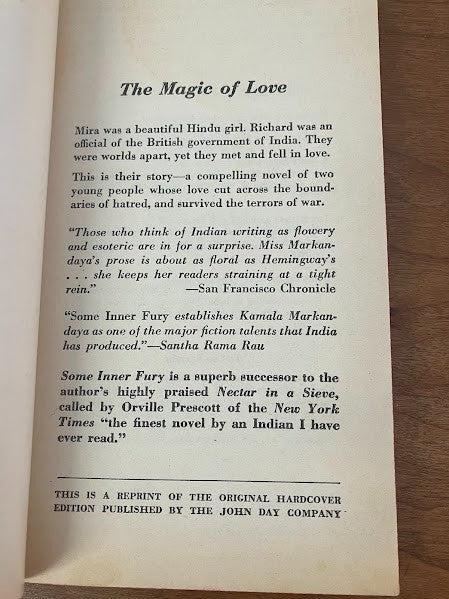 The Magic of Love
Mira was a beautiful Hindu girl. Richard was an
official of the British government of India. They
were worlds apart, yet they met and fell in love.
This is their story—a compelling novel of two
young people whose love cut across the bound-
aries of hatred, and survived the terrors of war.
"Those who think of Indian writing as flowery
and esoteric are in for a surprise. Miss Markan-
daya's prose is about as floral as Hemingway's
. . . she keeps her readers straining at a tight
rein."—San Francisco Chronicle
"Some Inner Fury establishes Kamala Markan-
daya as one of the major fiction talents that India
has produced."—Santha Rama Rau
Some Inner Fury is a superb successor to the
author's highly praised Nectar in a Sieve,
called by Orville Prescott of the New York
Times "the finest novel by an Indian I have
ever read."
THIS IS A REPRINT OF THE ORIGINAL HARDCOVER
EDITION PUBLISHED BY THE JOHN DAY COMPANY